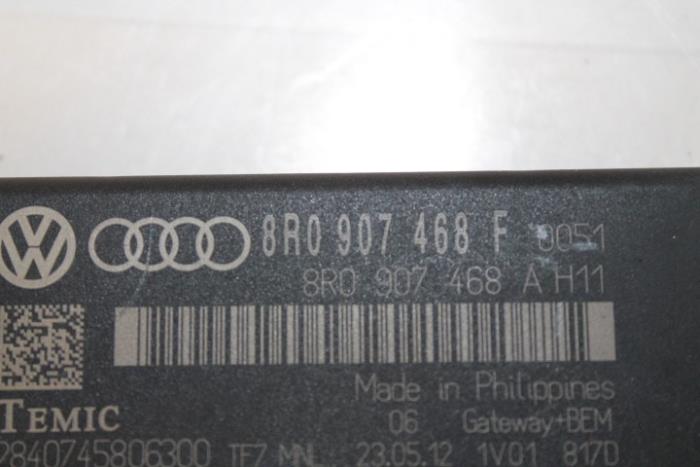 8R0 907 468 F 0051
8R0 907 468 A H11
Made in Philippines
06 Gateway+BEM
TEMIC
2840745806300 TFZ MNL 23.05.12 1V01 8170